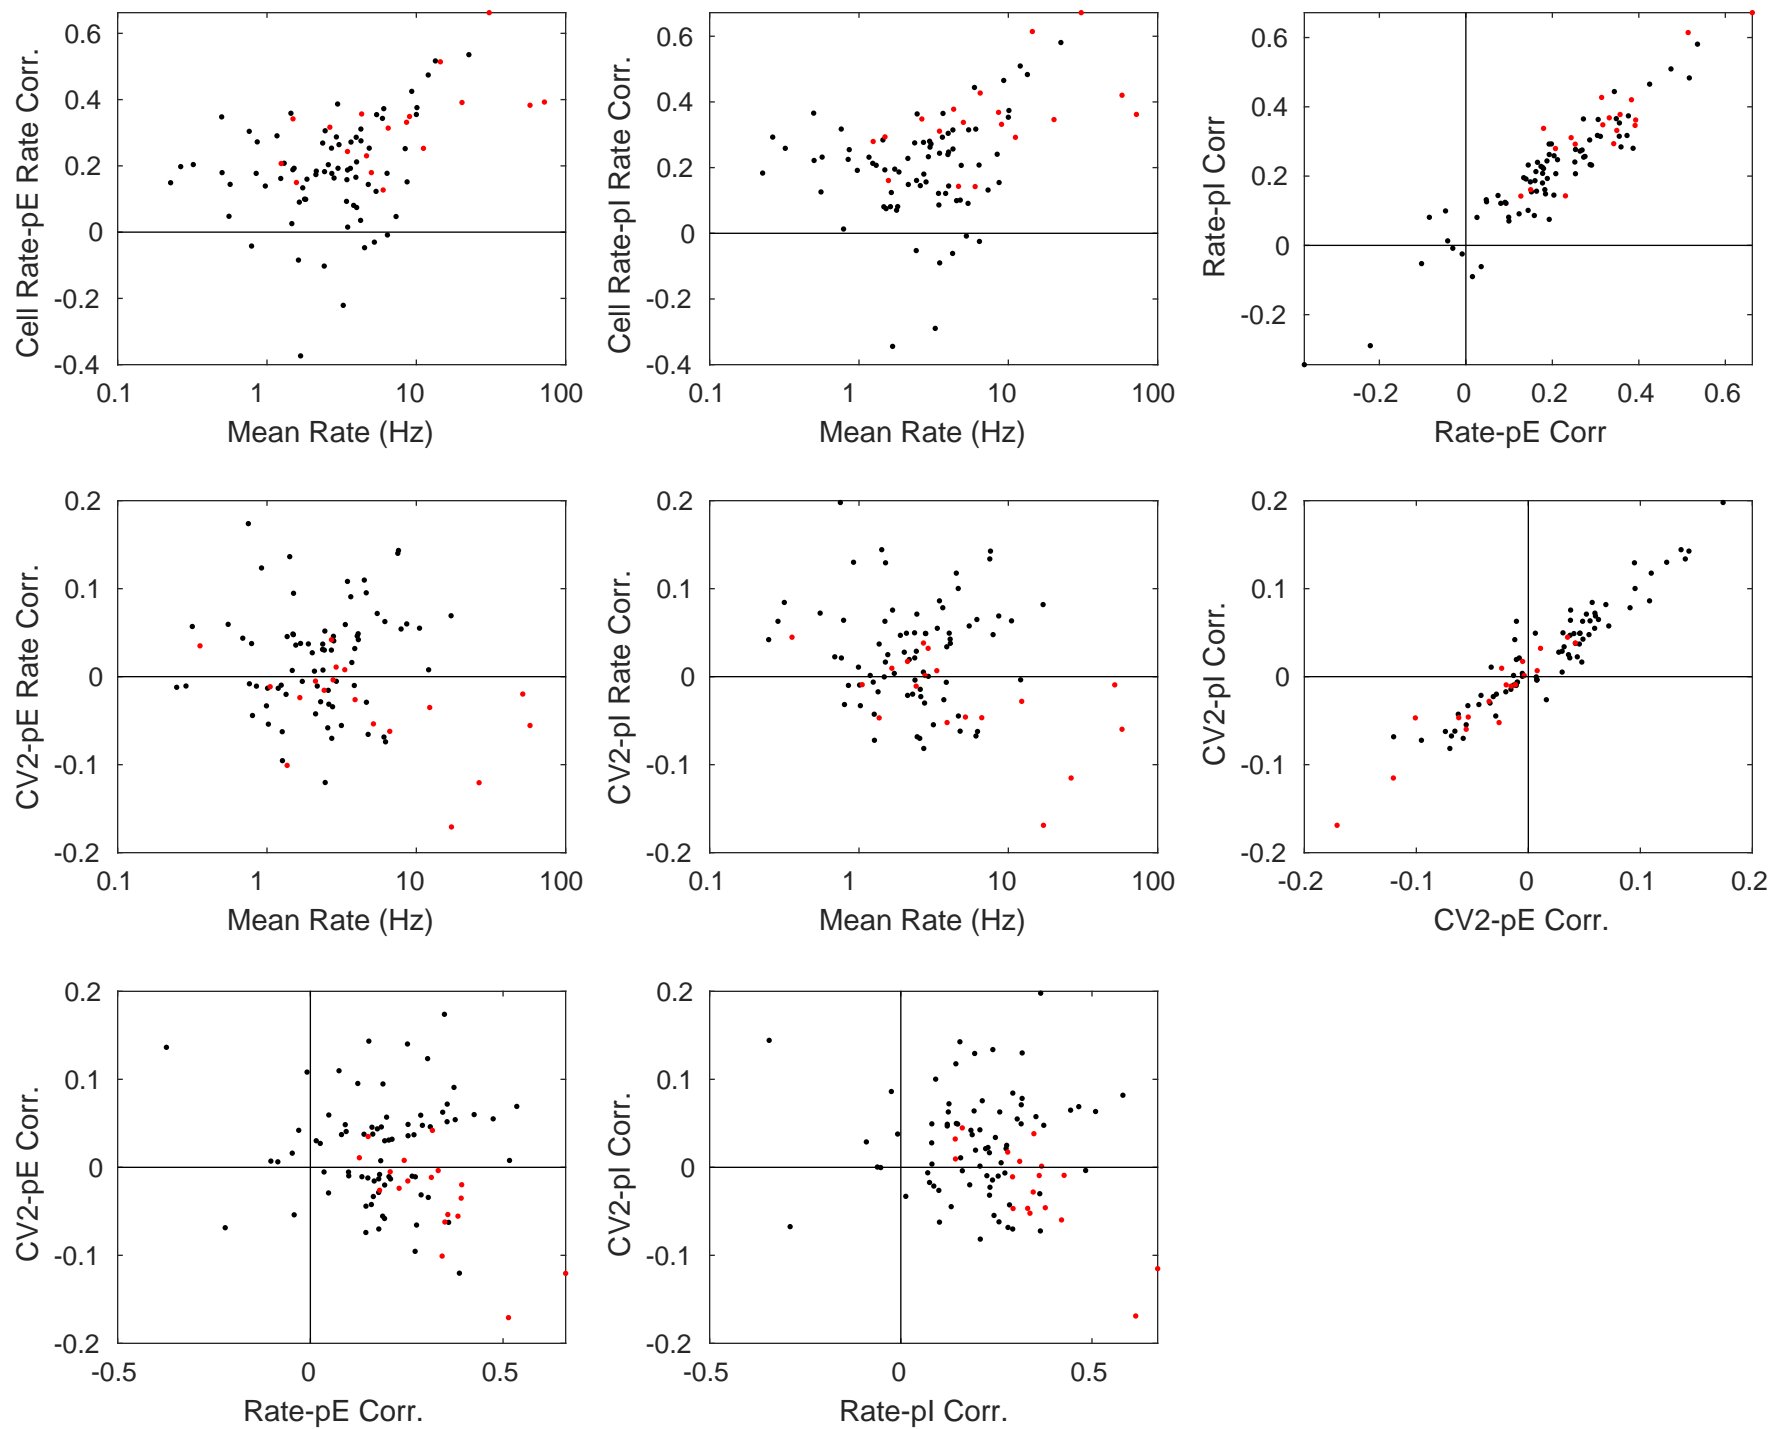 Cell Rate-pE Rate Corr.
0.6
0.4
0.2
0
-0.2
-0.4
0.1 1 10 100
Mean Rate (Hz)
Cell Rate-pI Rate Corr.
0.6
0.4
0.2
0
-0.2
-0.4
0.1 1 10 100
Mean Rate (Hz)
Rate-pI Corr
0.6
0.4
0.2
0
-0.2
-0.2 0 0.2 0.4 0.6
Rate-pE Corr
CV2-pE Rate Corr.
0.2
0.1
0
-0.1
-0.2
0.1 1 10 100
Mean Rate (Hz)
CV2-pI Rate Corr.
0.2
0.1
0
-0.1
-0.2
0.1 1 10 100
Mean Rate (Hz)
CV2-pI Corr.
0.2
0.1
0
-0.1
-0.2
-0.2 -0.1 0 0.1 0.2
CV2-pE Corr.
CV2-pE Corr.
0.2
0.1
0
-0.1
-0.2
-0.5 0 0.5
Rate-pE Corr.
CV2-pI Corr.
0.2
0.1
0
-0.1
-0.2
-0.5 0 0.5
Rate-pI Corr.